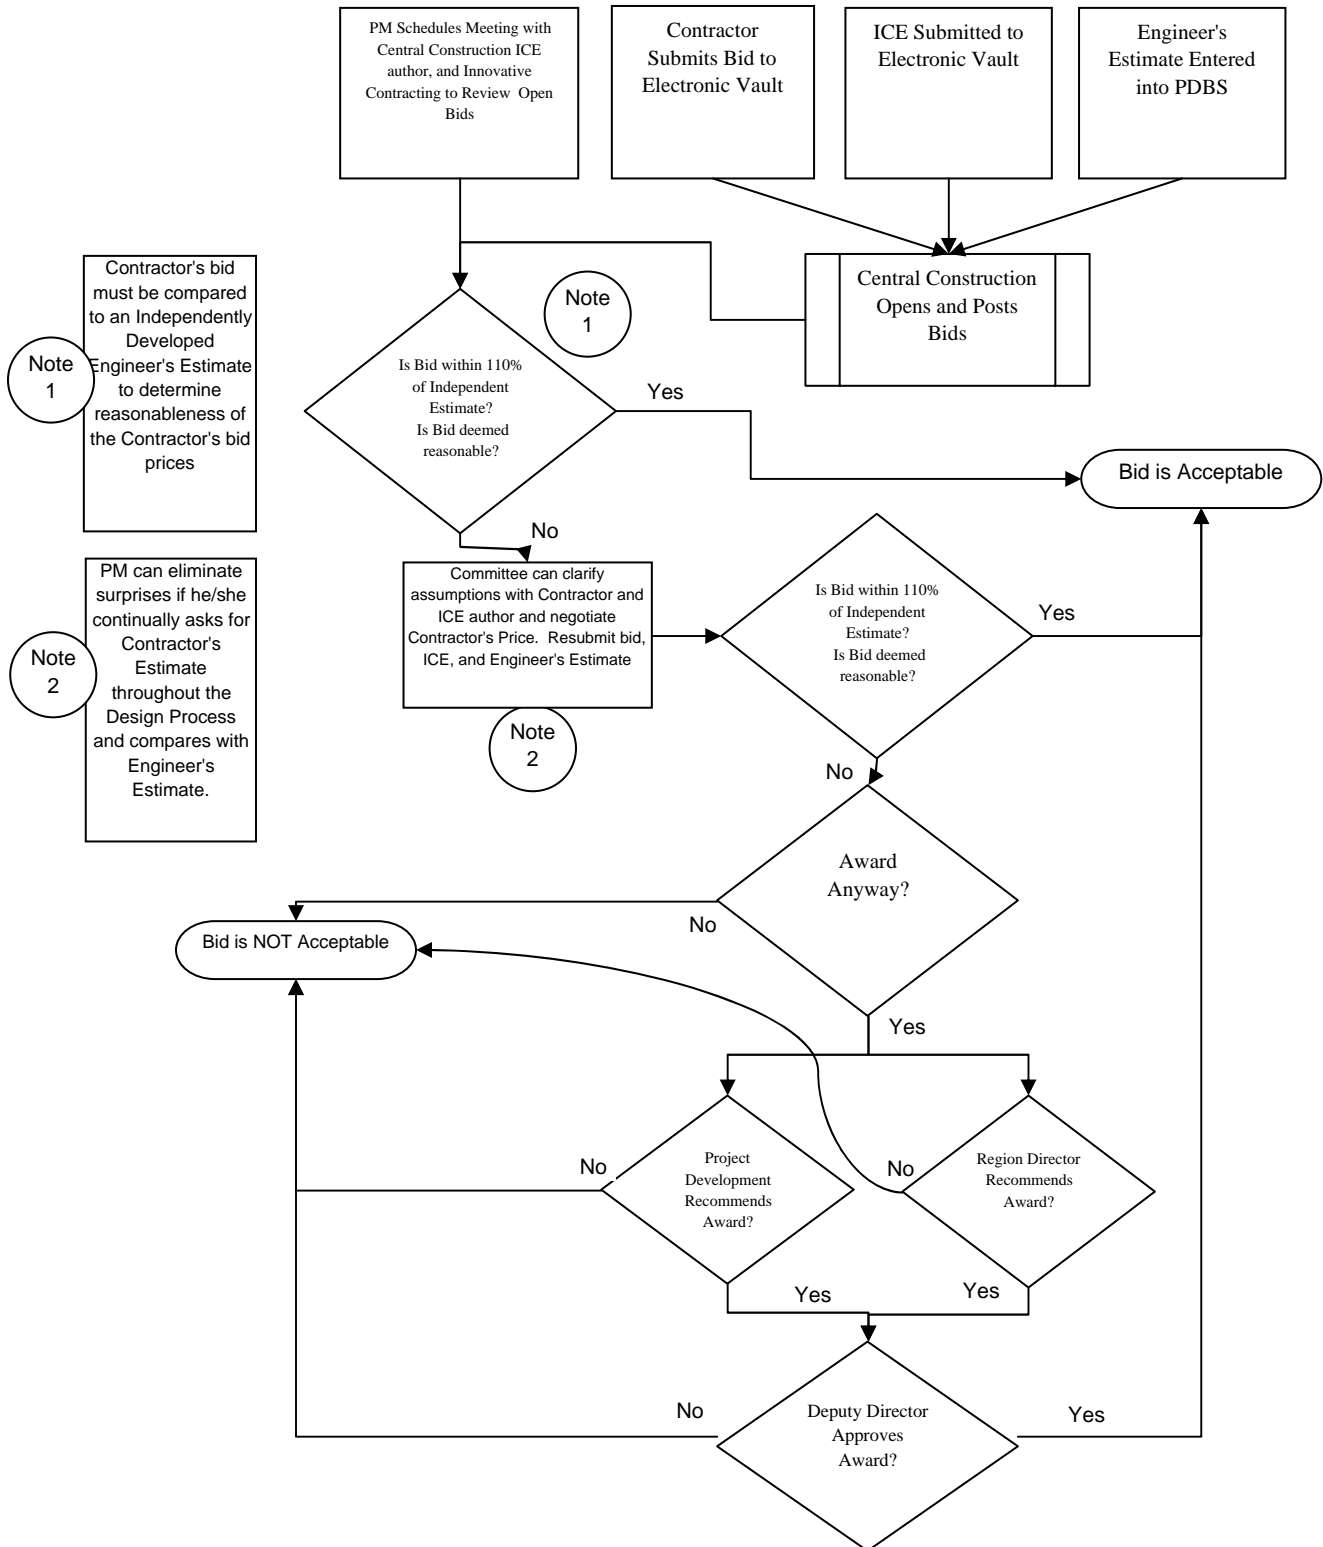 PM Schedules Meeting with
Central Construction ICE
author, and Innovative
Contracting to Review Open
Bids
Contractor
Submits Bid to
Electronic Vault
ICE Submitted to
Electronic Vault
Engineer's
Estimate Entered
into PDBS
Central Construction
Opens and Posts
Bids
Contractor's bid
must be compared
to an Independently
Developed
Engineer's Estimate
to determine
reasonableness of
the Contractor's bid
prices
Note
1
Note
1
Is Bid within 110%
of Independent
Estimate?
Is Bid deemed
reasonable?
Yes
Bid is Acceptable
No
PM can eliminate
surprises if he/she
continually asks for
Contractor's
Estimate
throughout the
Design Process
and compares with
Engineer's
Estimate.
Note
2
Committee can clarify
assumptions with Contractor and
ICE author and negotiate
Contractor's Price. Resubmit bid,
ICE, and Engineer's Estimate
Note
2
Is Bid within 110%
of Independent
Estimate?
Is Bid deemed
reasonable?
Yes
No
Award
Anyway?
No
Bid is NOT Acceptable
Yes
No
Project
Development
Recommends
Award?
No
Region Director
Recommends
Award?
Yes
Yes
No
Deputy Director
Approves
Award?
Yes